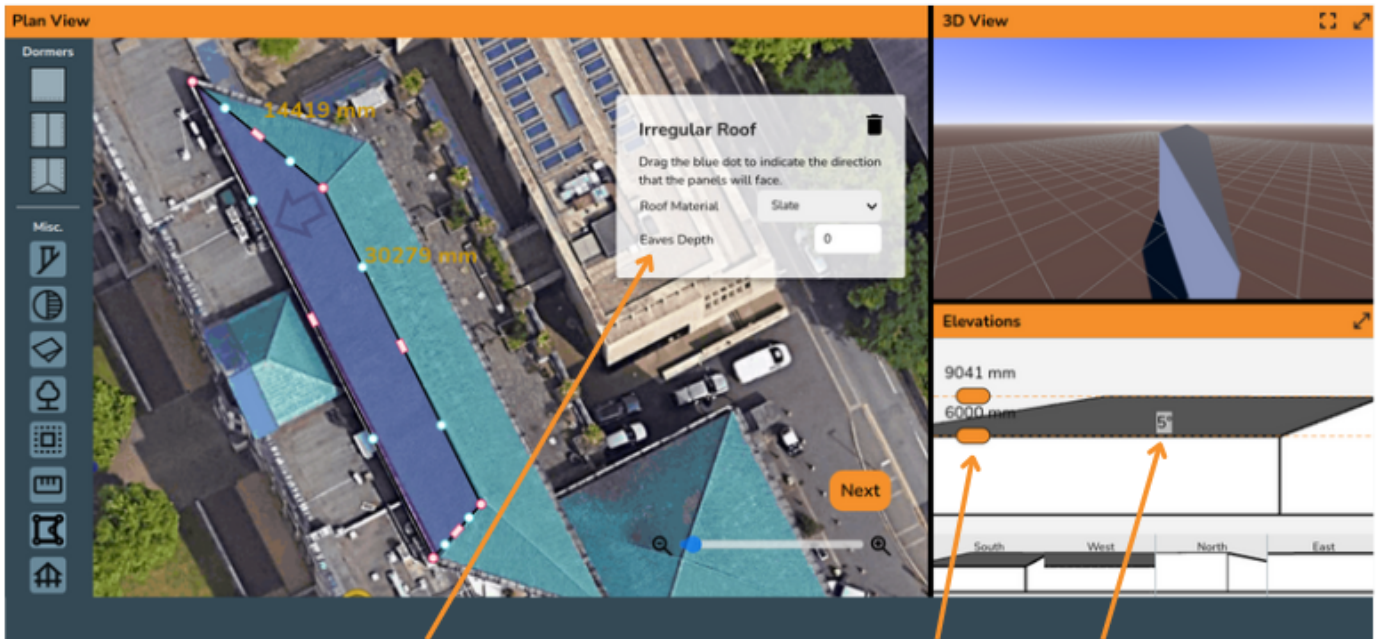 Plan View
Dormers
Misc.
14419 mm
30279 mm
Irregular Roof
Drag the blue dot to indicate the direction
that the panels will face.
Roof Material
Slate
Eaves Depth
0
Next
3D View
Elevations
9041 mm
6000 mm
5°
South
West
North
East